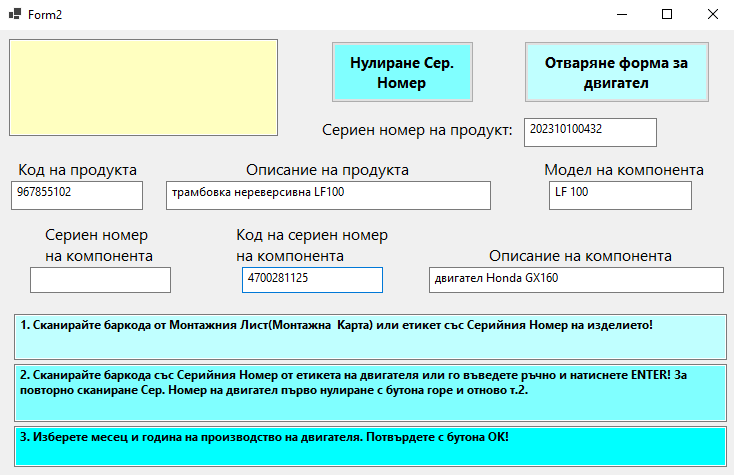 Form2
Нулиране Сер.
Номер
Отваряне форма за
двигател
Сериен номер на продукт:
202310100432
Код на продукта
Описание на продукта
Модел на компонента
967855102
трамбовка нереверсивна LF100
LF 100
Сериен номер
на компонента
Код на сериен номер
на компонента
Описание на компонента
4700281125
двигател Honda GX160
1. Сканирайте баркода от Монтажния Лист(Монтажна  Карта) или етикет със Серийния Номер на изделието!
2. Сканирайте баркода със Серийния Номер от етикета на двигателя или го въведете ръчно и натиснете ENTER! За
повторно сканиране Сер. Номер на двигател първо нулиране с бутона горе и отново т.2.
3. Изберете месец и година на производство на двигателя. Потвърдете с бутона OK!